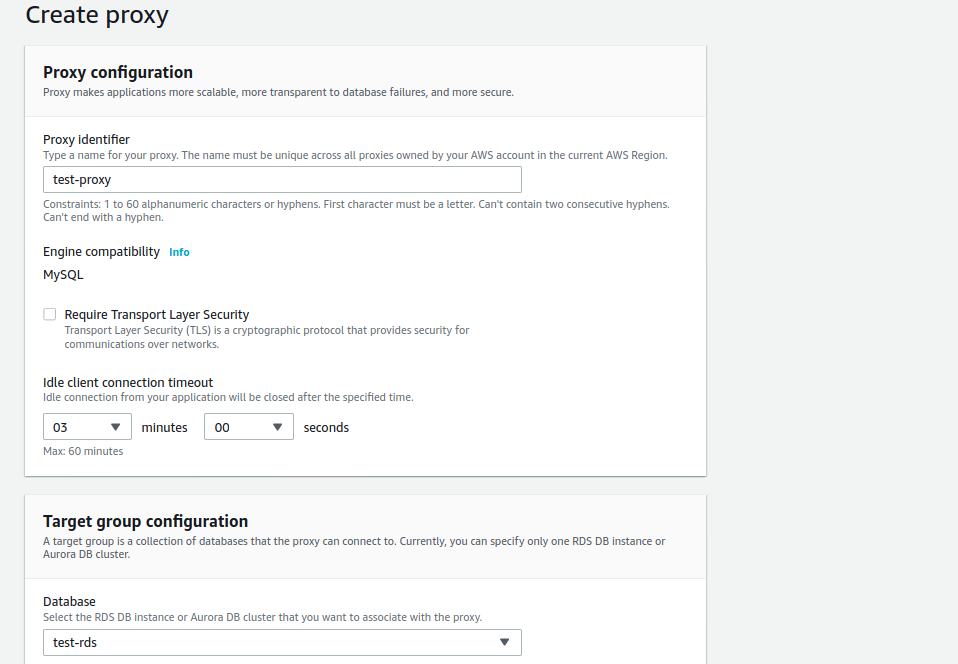 Create proxy
Proxy configuration
Proxy makes applications more scalable, more transparent to database failures, and more secure.
Proxy identifier
Type a name for your proxy. The name must be unique across all proxies owned by your AWS account in the current AWS Region.
test-proxy
Constraints: 1 to 60 alphanumeric characters or hyphens. First character must be a letter. Can't contain two consecutive hyphens.
Can't end with a hyphen.
Engine compatibility Info
MySQL
Require Transport Layer Security
Transport Layer Security (TLS) is a cryptographic protocol that provides security for
communications over networks.
Idle client connection timeout
Idle connection from your application will be closed after the specified time.
03 minutes 00 seconds
Max: 60 minutes
Target group configuration
A target group is a collection of databases that the proxy can connect to. Currently, you can specify only one RDS DB instance or
Aurora DB cluster.
Database
Select the RDS DB instance or Aurora DB cluster that you want to associate with the proxy.
test-rds